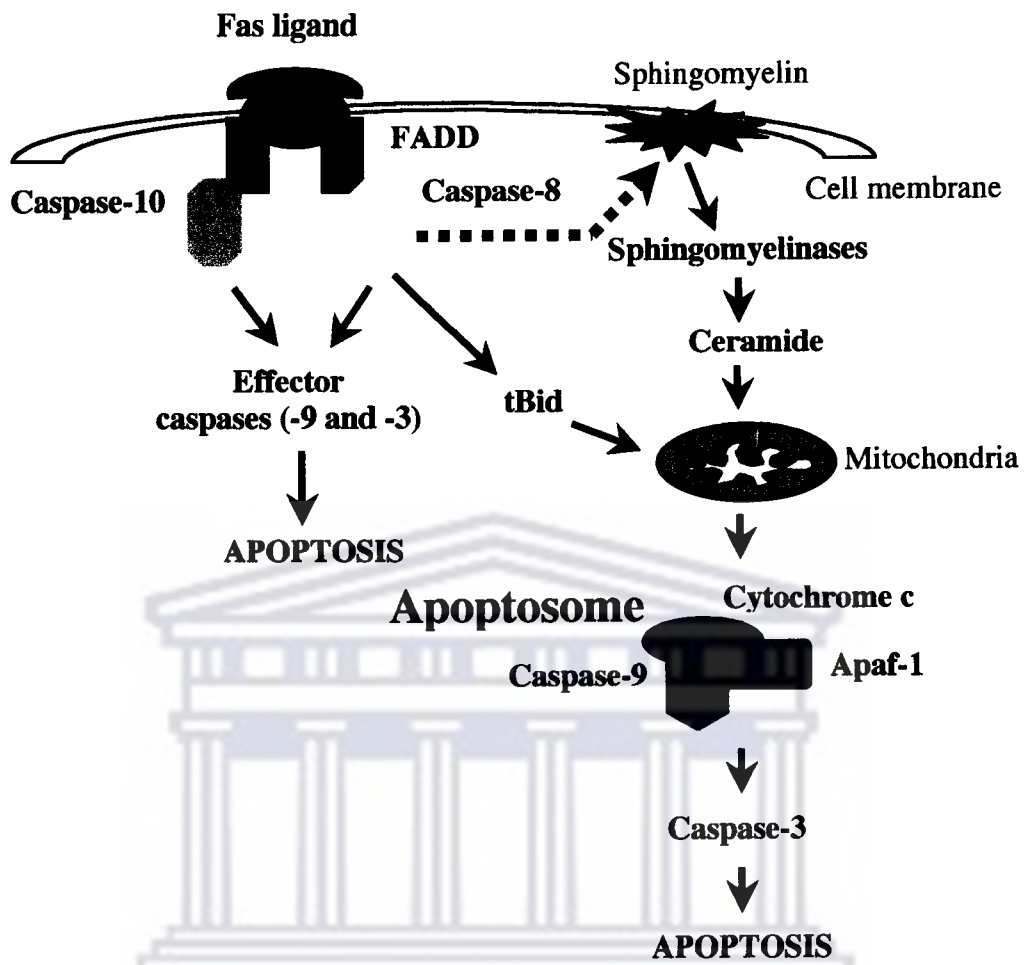 Fas ligand
Sphingomyelin
FADD
Caspase-10
Caspase-8
Cell membrane
Sphingomyelinases
Ceramide
Effector
caspases (-9 and -3)
tBid
Mitochondria
APOPTOSIS
Cytochrome c
Apoptosome
Caspase-9
Apaf-1
Caspase-3
APOPTOSIS